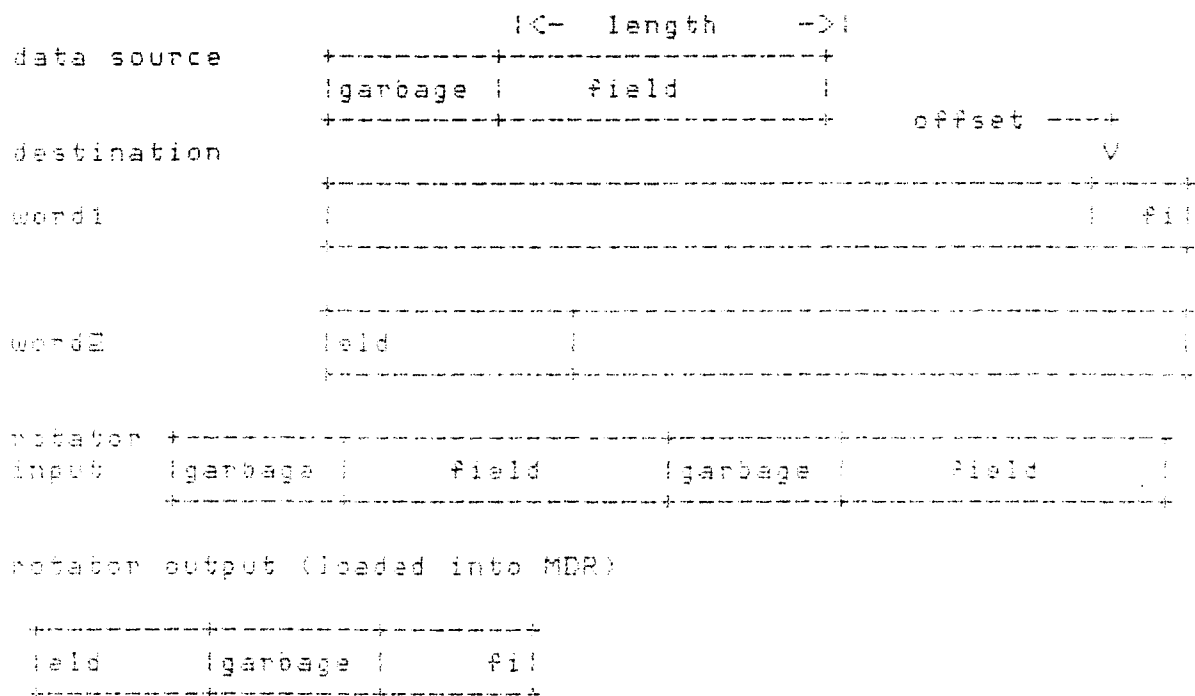 |<-  length  ->|
data source +---------+------------------+
|garbage | field |
+---------+------------------+ offset ----+
destination V
+--------------------------------------------+-----+
word1 | | fi|
+--------------------------------------------------+
+--------------+-----------------------------------+
word2 |eld | |
+--------------+-----------------------------------+
rotator +---------+------------------+---------+------------------+
input |garbage | field |garbage | field |
+---------+------------------+---------+------------------+
rotator output (loaded into MDR)
+----------+---------+--------+
|eld |garbage | fi|
+----------+---------+--------+